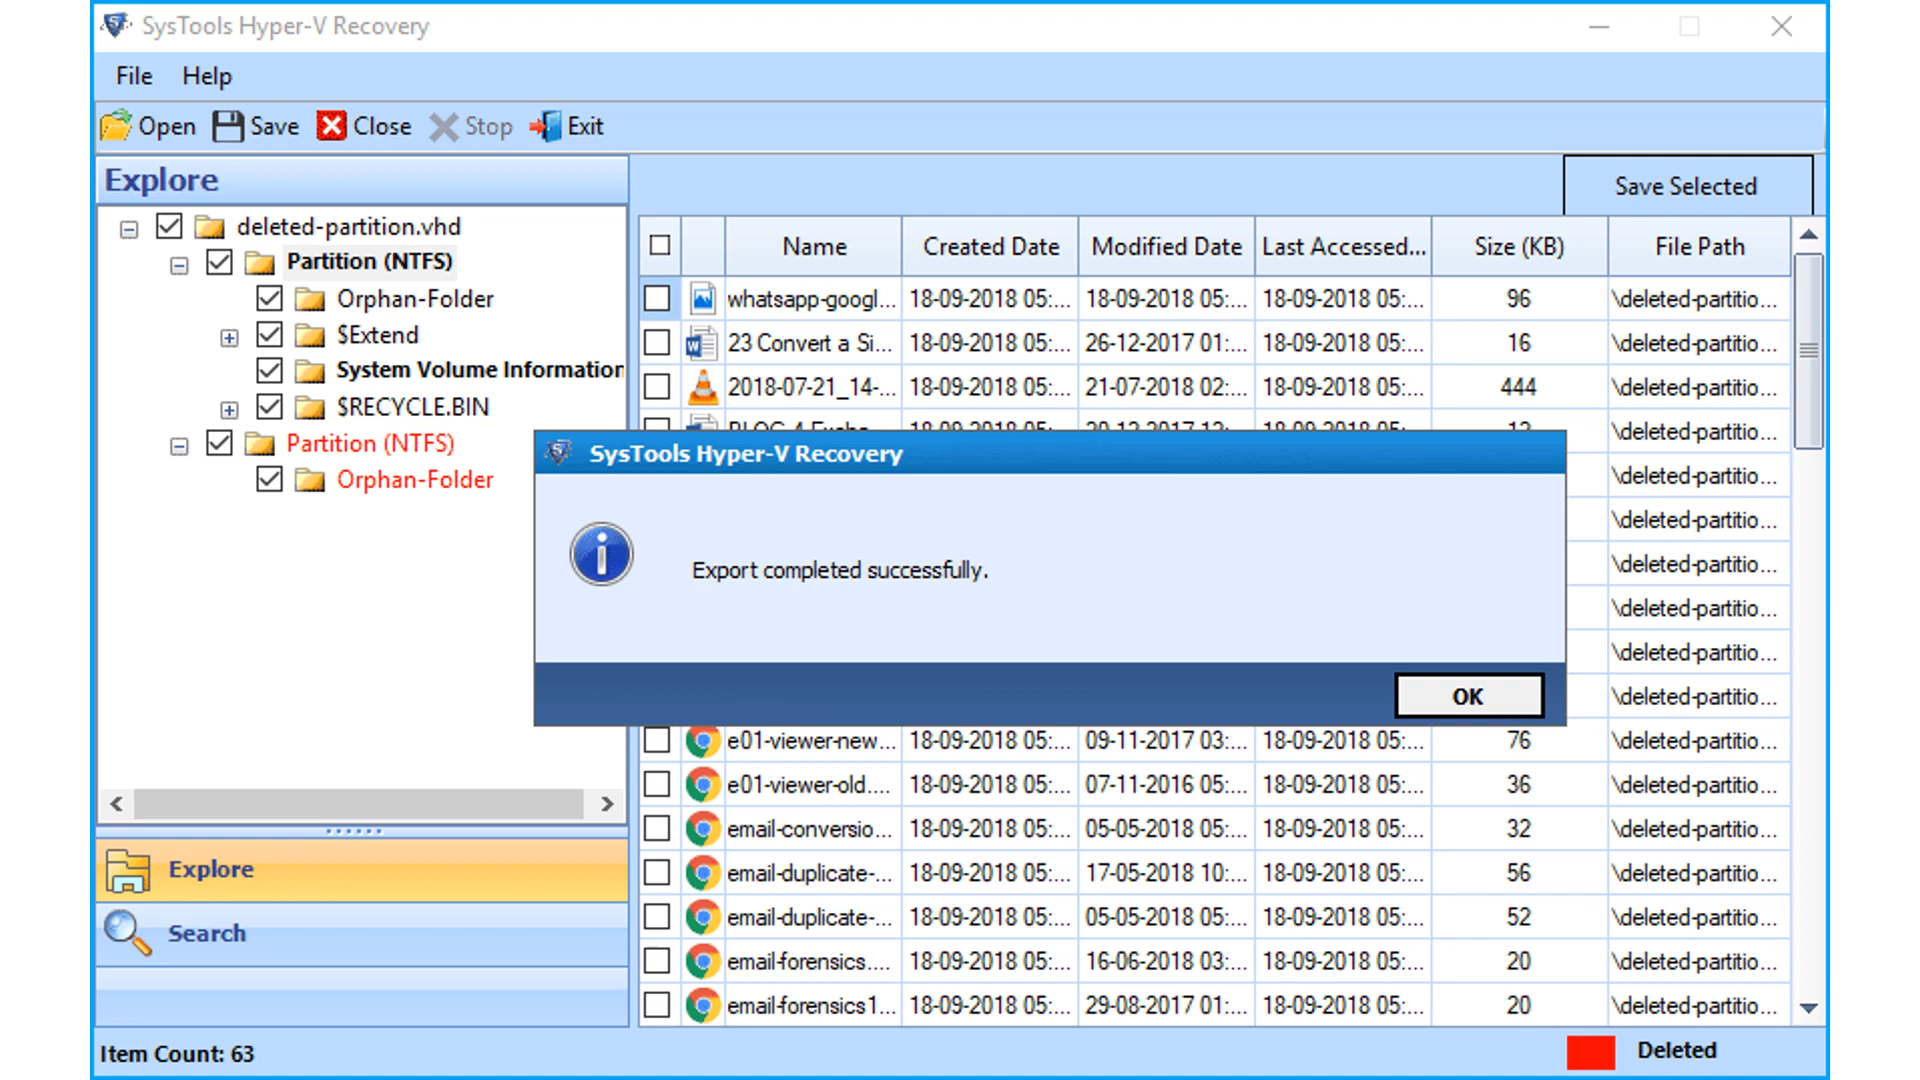 SysTools Hyper-V Recovery
File Help
Open Save Close Stop Exit
Explore
deleted-partition.vhd
Partition (NTFS)
Orphan-Folder
$Extend
System Volume Information
$RECYCLE.BIN
Partition (NTFS)
Orphan-Folder
Explore
Search
Save Selected
Name Created Date Modified Date Last Accessed... Size (KB) File Path
whatsapp-googl... 18-09-2018 05:... 18-09-2018 05:... 18-09-2018 05:... 96 \deleted-partitio...
23 Convert a Si... 18-09-2018 05:... 26-12-2017 01:... 18-09-2018 05:... 16 \deleted-partitio...
2018-07-21_14-... 18-09-2018 05:... 21-07-2018 02:... 18-09-2018 05:... 444 \deleted-partitio...
\deleted-partitio...
\deleted-partitio...
\deleted-partitio...
\deleted-partitio...
\deleted-partitio...
\deleted-partitio...
\deleted-partitio...
SysTools Hyper-V Recovery
Export completed successfully.
OK
e01-viewer-new... 18-09-2018 05:... 09-11-2017 03:... 18-09-2018 05:... 76 \deleted-partitio...
e01-viewer-old.... 18-09-2018 05:... 07-11-2016 05:... 18-09-2018 05:... 36 \deleted-partitio...
email-conversio... 18-09-2018 05:... 05-05-2018 05:... 18-09-2018 05:... 32 \deleted-partitio...
email-duplicate-... 18-09-2018 05:... 17-05-2018 10:... 18-09-2018 05:... 56 \deleted-partitio...
email-duplicate-... 18-09-2018 05:... 05-05-2018 05:... 18-09-2018 05:... 52 \deleted-partitio...
email-forensics.... 18-09-2018 05:... 16-06-2018 03:... 18-09-2018 05:... 20 \deleted-partitio...
email-forensics1... 18-09-2018 05:... 29-08-2017 01:... 18-09-2018 05:... 20 \deleted-partitio...
Item Count: 63
Deleted